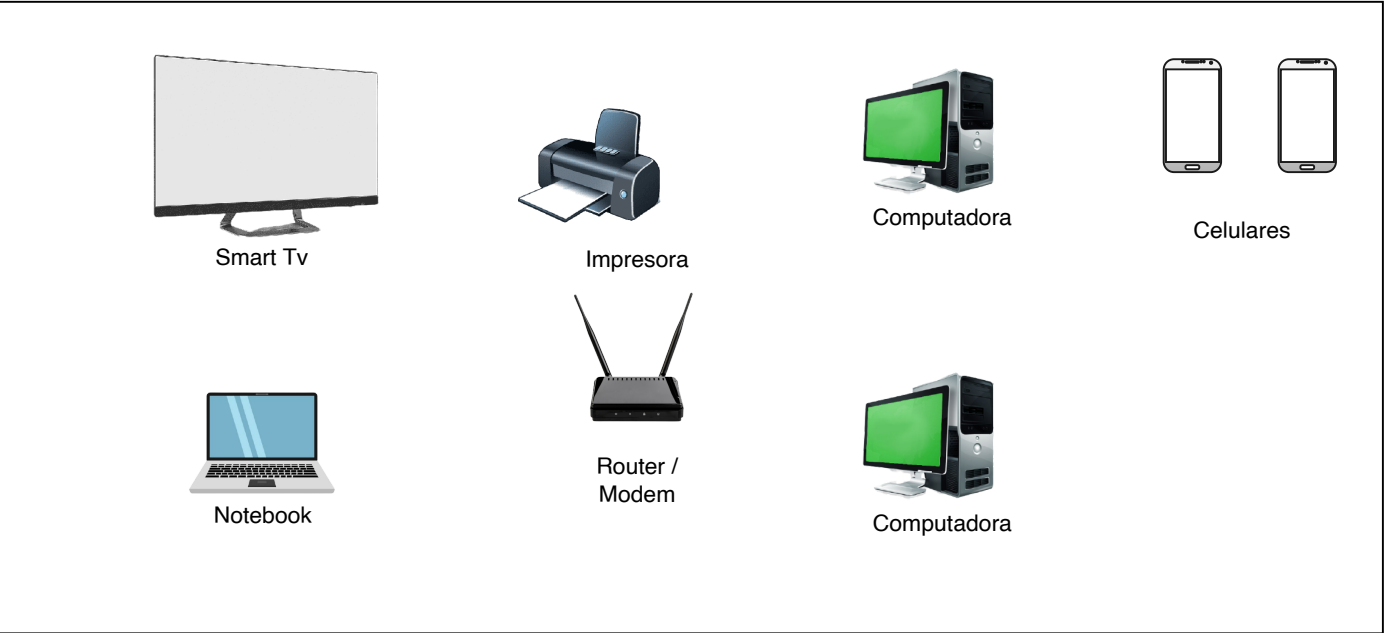 Smart Tv
Impresora
Computadora
Celulares
Notebook
Router /
Modem
Computadora